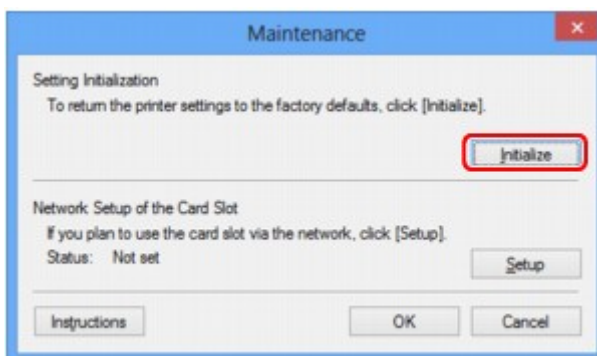 Maintenance
Setting Initialization
To return the printer settings to the factory defaults, click [Initialize].
Initialize
Network Setup of the Card Slot
If you plan to use the card slot via the network, click [Setup].
Status: Not set
Setup
Instructions OK Cancel